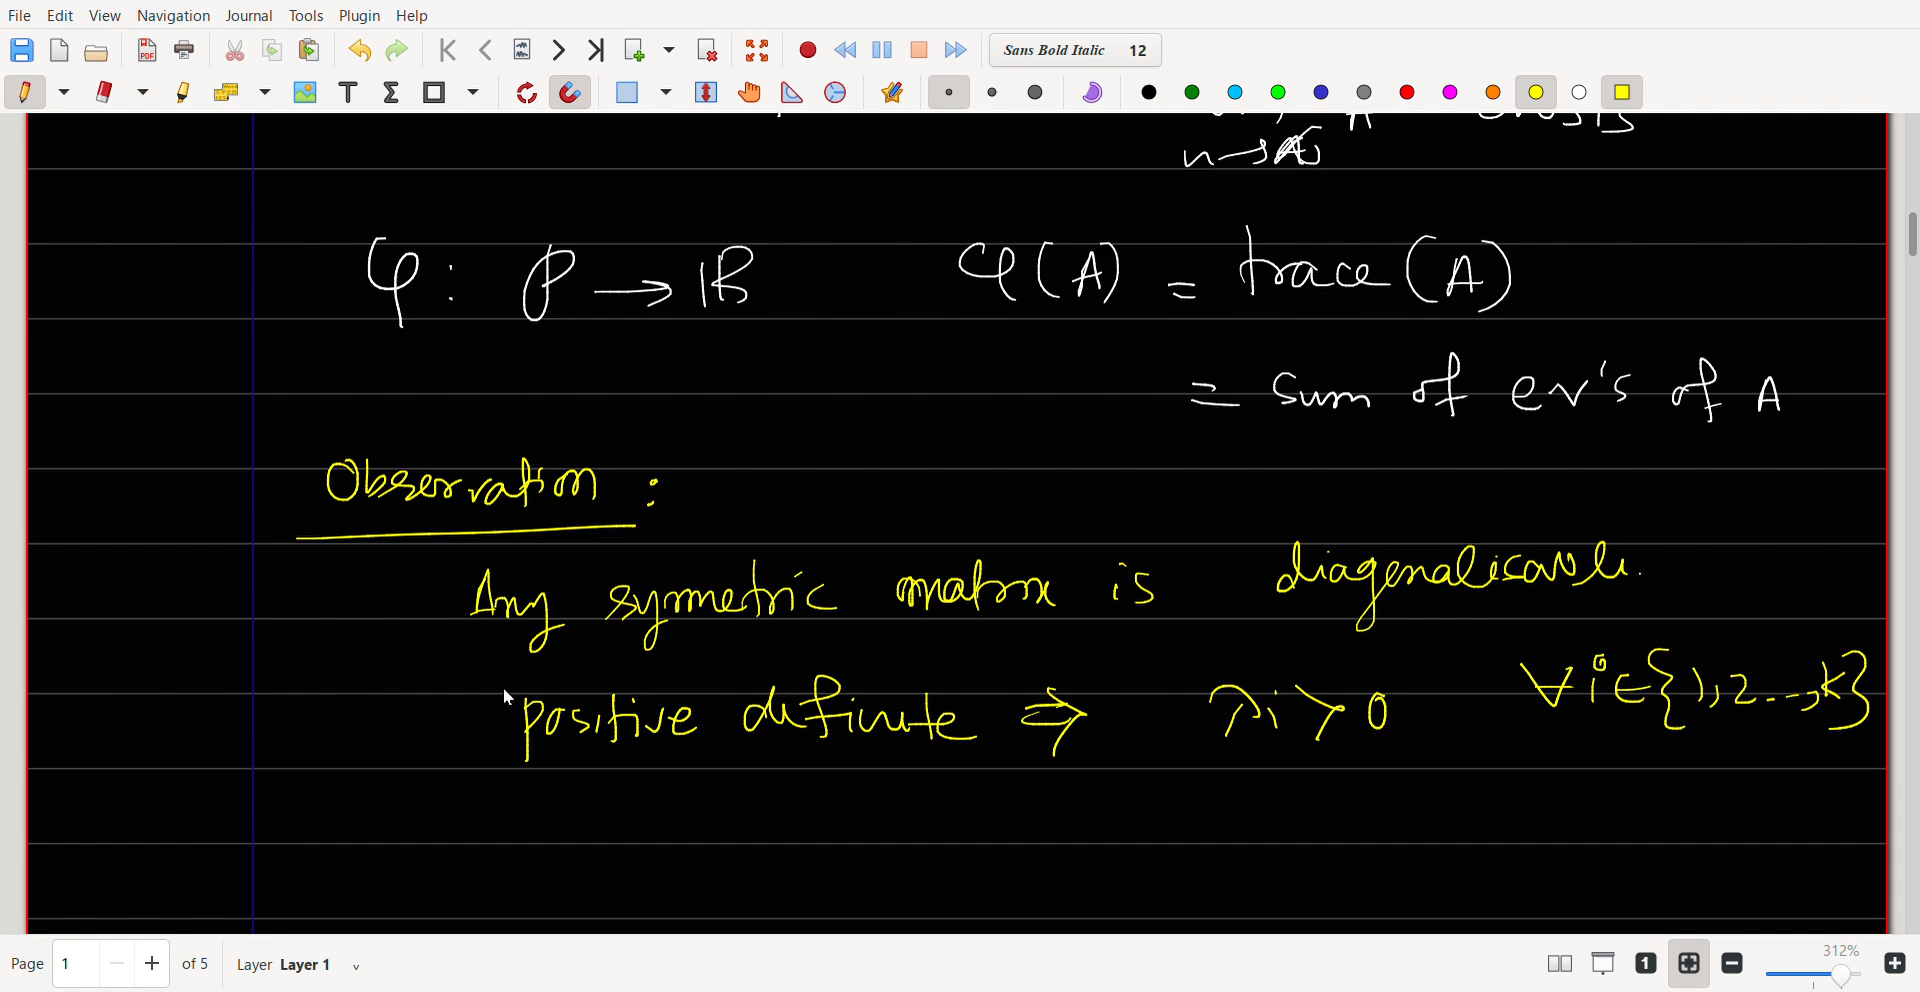 File Edit View Navigation Journal Tools Plugin Help
Sans Bold Italic 12
n→
φ: P → R φ(A) = trace(A)
= Sum of ev's of A
Observation :
Any symmetric matrix is diagonalisable.
positive definite ⇒ λi > 0 ∀ i ∈ {1,2...,k}
Page 1 of 5 Layer Layer 1 312%